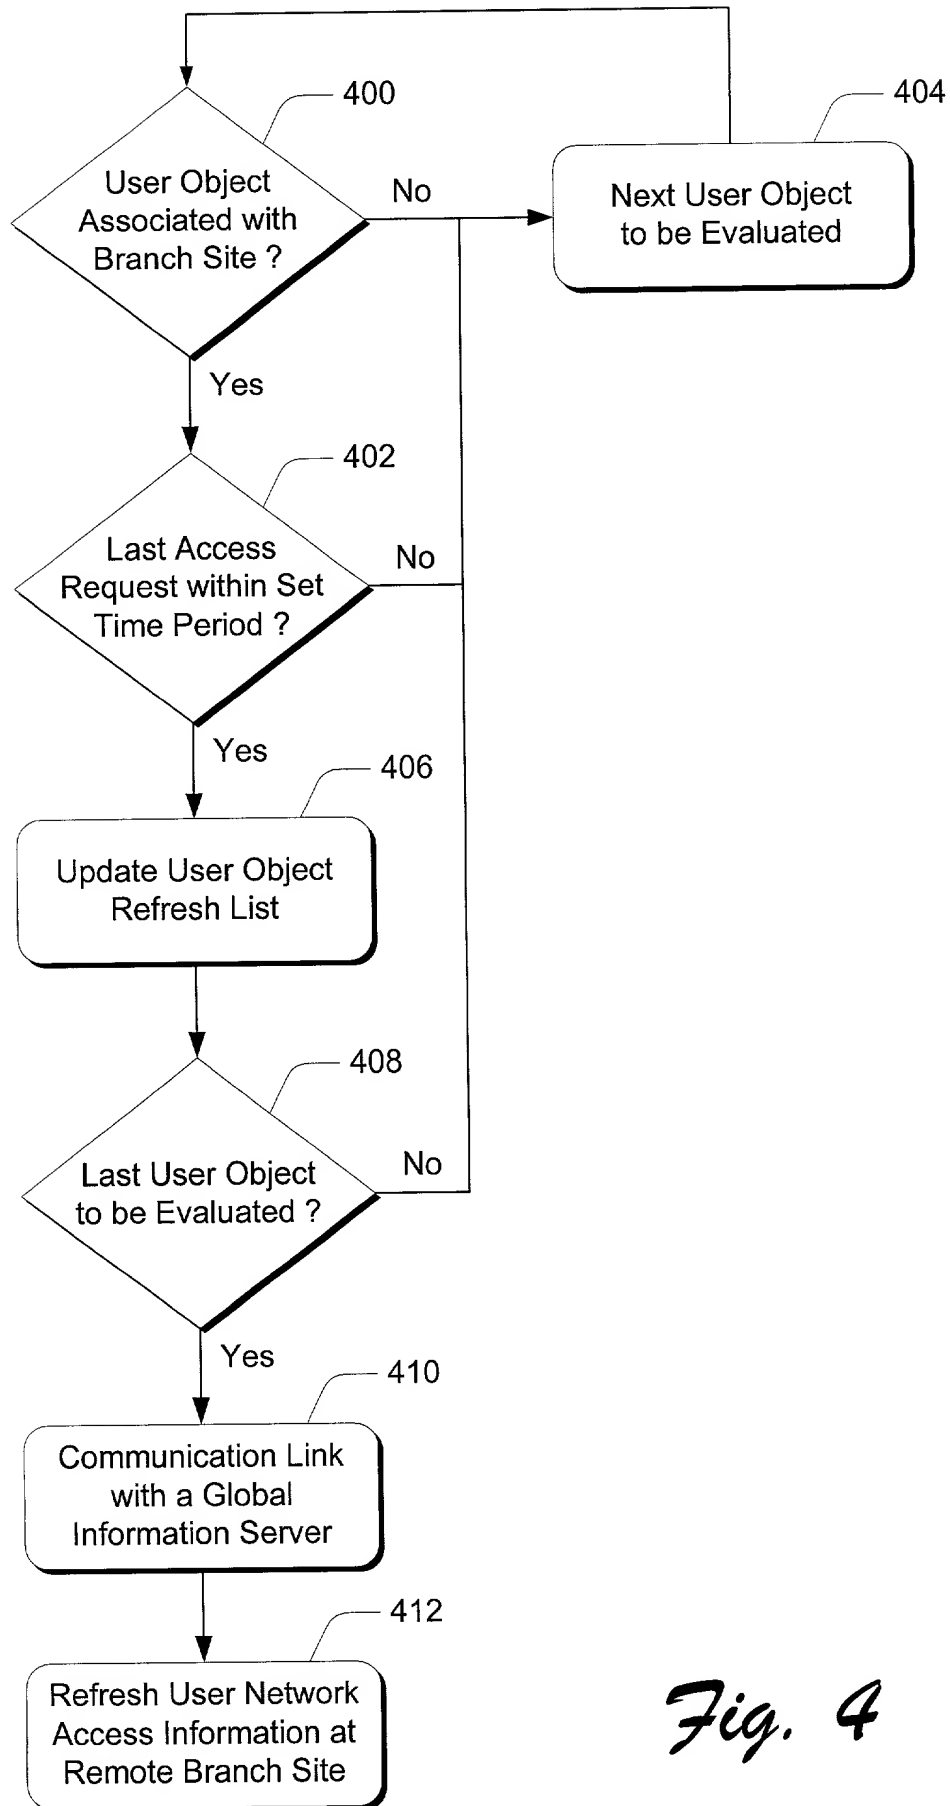 400
404
User Object
Associated with
Branch Site ?
No
Next User Object
to be Evaluated
Yes
402
Last Access
Request within Set
Time Period ?
No
Yes
406
Update User Object
Refresh List
408
Last User Object
to be Evaluated ?
No
Yes
410
Communication Link
with a Global
Information Server
412
Refresh User Network
Access Information at
Remote Branch Site
Fig. 4